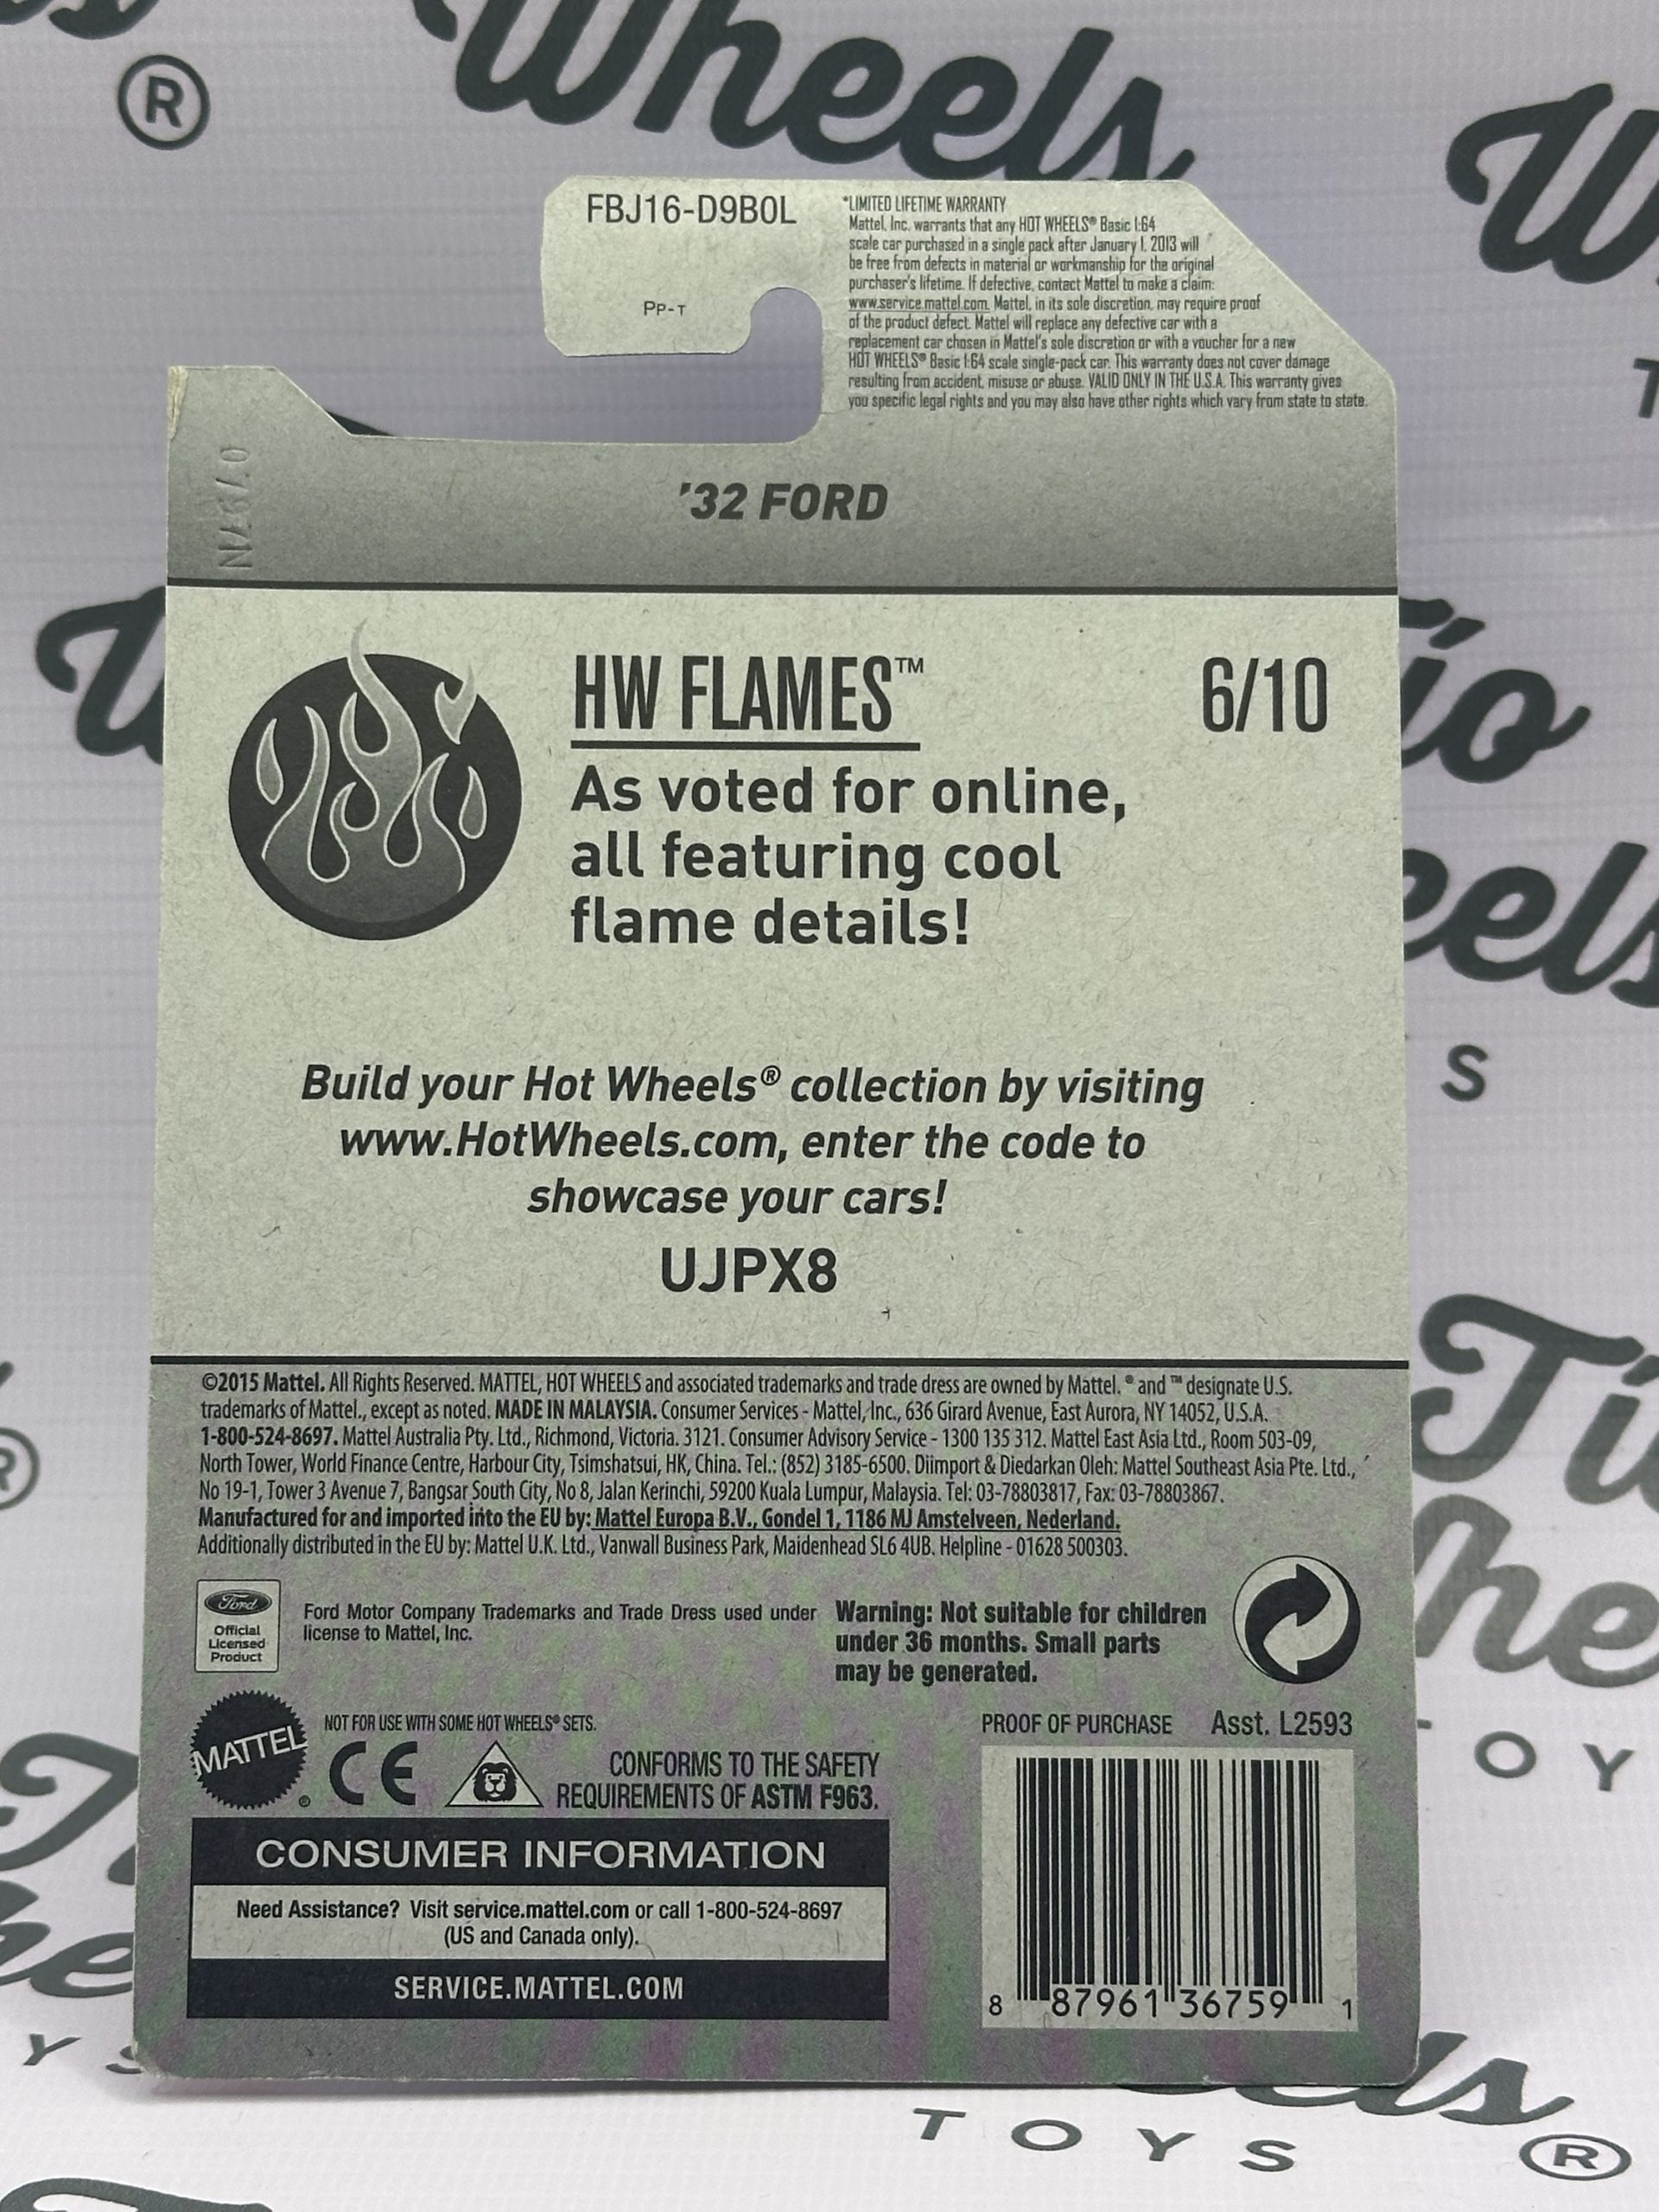 Wheels
®
FBJ16-D9B0L
PP-T
*LIMITED LIFETIME WARRANTY
Mattel, Inc. warrants that any HOT WHEELS® Basic 1:64
scale car purchased in a single pack after January 1, 2013 will
be free from defects in material or workmanship for the original
purchaser's lifetime. If defective, contact Mattel to make a claim:
www.service.mattel.com. Mattel, in its sole discretion, may require proof
of the product defect. Mattel will replace any defective car with a
replacement car chosen in Mattel's sole discretion or with a voucher for a new
HOT WHEELS® Basic 1:64 scale single-pack car. This warranty does not cover damage
resulting from accident, misuse or abuse. VALID ONLY IN THE U.S.A. This warranty gives
you specific legal rights and you may also have other rights which vary from state to state.
'32 FORD
HW FLAMES™
6/10
As voted for online,
all featuring cool
flame details!
Build your Hot Wheels® collection by visiting
www.HotWheels.com, enter the code to
showcase your cars!
UJPX8
©2015 Mattel. All Rights Reserved. MATTEL, HOT WHEELS and associated trademarks and trade dress are owned by Mattel. ® and ™ designate U.S.
trademarks of Mattel., except as noted. MADE IN MALAYSIA. Consumer Services - Mattel, Inc., 636 Girard Avenue, East Aurora, NY 14052, U.S.A.
1-800-524-8697. Mattel Australia Pty. Ltd., Richmond, Victoria. 3121. Consumer Advisory Service - 1300 135 312. Mattel East Asia Ltd., Room 503-09,
North Tower, World Finance Centre, Harbour City, Tsimshatsui, HK, China. Tel.: (852) 3185-6500. Diimport & Diedarkan Oleh: Mattel Southeast Asia Pte. Ltd.,
No 19-1, Tower 3 Avenue 7, Bangsar South City, No 8, Jalan Kerinchi, 59200 Kuala Lumpur, Malaysia. Tel: 03-78803817, Fax: 03-78803867.
Manufactured for and imported into the EU by: Mattel Europa B.V., Gondel 1, 1186 MJ Amstelveen, Nederland.
Additionally distributed in the EU by: Mattel U.K. Ltd., Vanwall Business Park, Maidenhead SL6 4UB. Helpline - 01628 500303.
Ford
Official
Licensed
Product
Ford Motor Company Trademarks and Trade Dress used under
license to Mattel, Inc.
Warning: Not suitable for children
under 36 months. Small parts
may be generated.
MATTEL®
NOT FOR USE WITH SOME HOT WHEELS® SETS.
CE
CONFORMS TO THE SAFETY
REQUIREMENTS OF ASTM F963.
PROOF OF PURCHASE Asst. L2593
CONSUMER INFORMATION
Need Assistance? Visit service.mattel.com or call 1-800-524-8697
(US and Canada only).
SERVICE.MATTEL.COM
8 87961 36759 1
TOYS
®